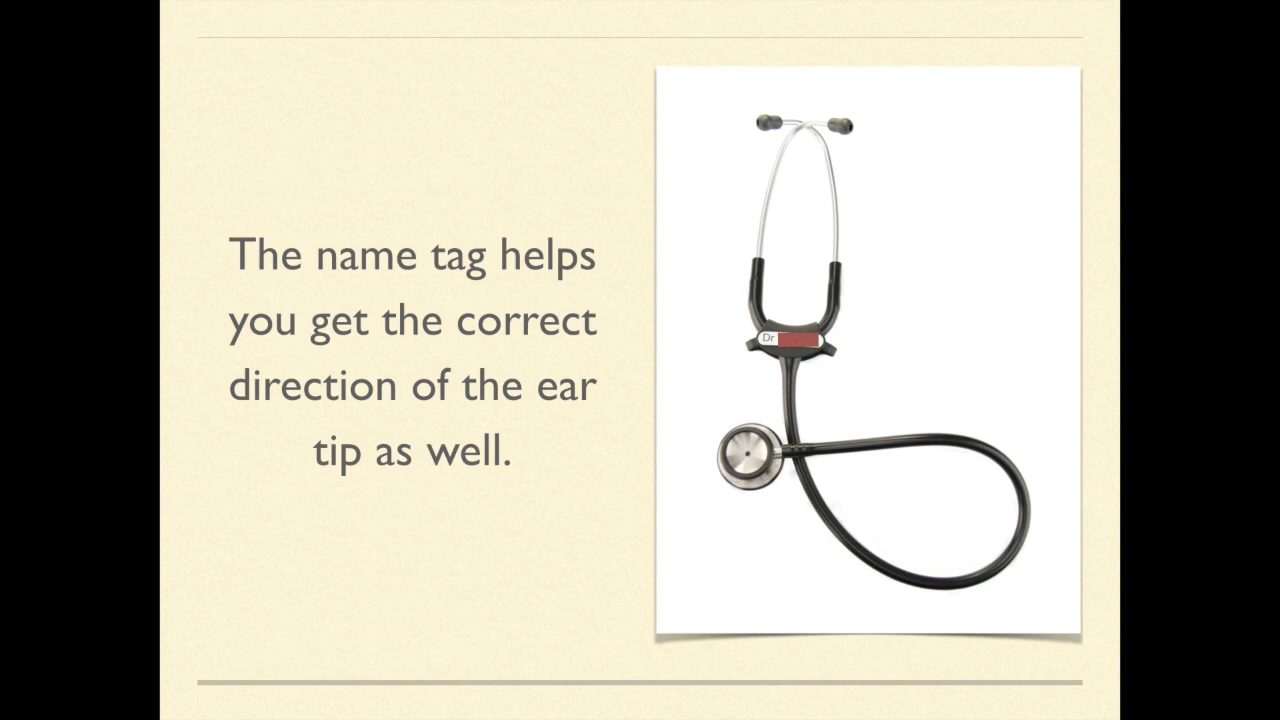 The name tag helps
you get the correct
direction of the ear
tip as well.
Dr